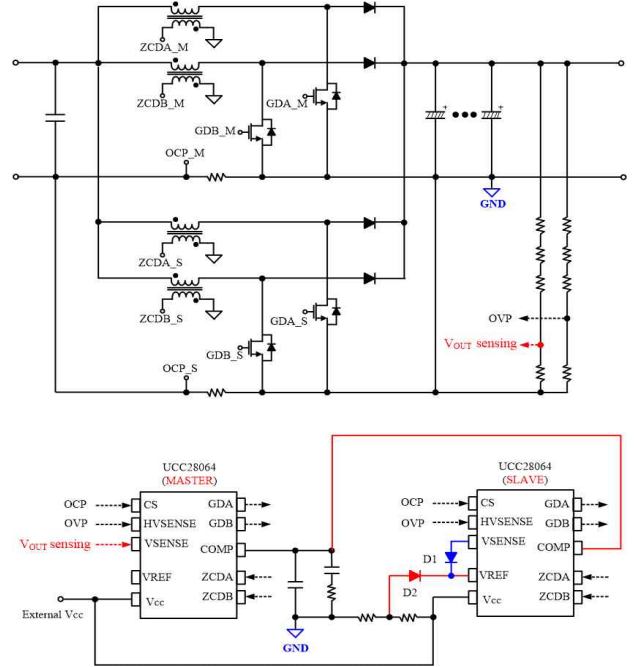 ZCDA_M
ZCDB_M
GDA_M
GDB_M
OCP_M
GND
ZCDA_S
ZCDB_S
GDA_S
OVP
GDB_S
VOUT sensing
OCP_S
UCC28064
(MASTER)
UCC28064
(SLAVE)
OCP
CS
GDA
OCP
CS
GDA
OVP
HVSENSE
GDB
OVP
HVSENSE
GDB
VOUT sensing
VSENSE
COMP
VSENSE
COMP
D1
VREF
ZCDA
VREF
ZCDA
D2
Vcc
ZCDB
Vcc
ZCDB
External Vcc
GND